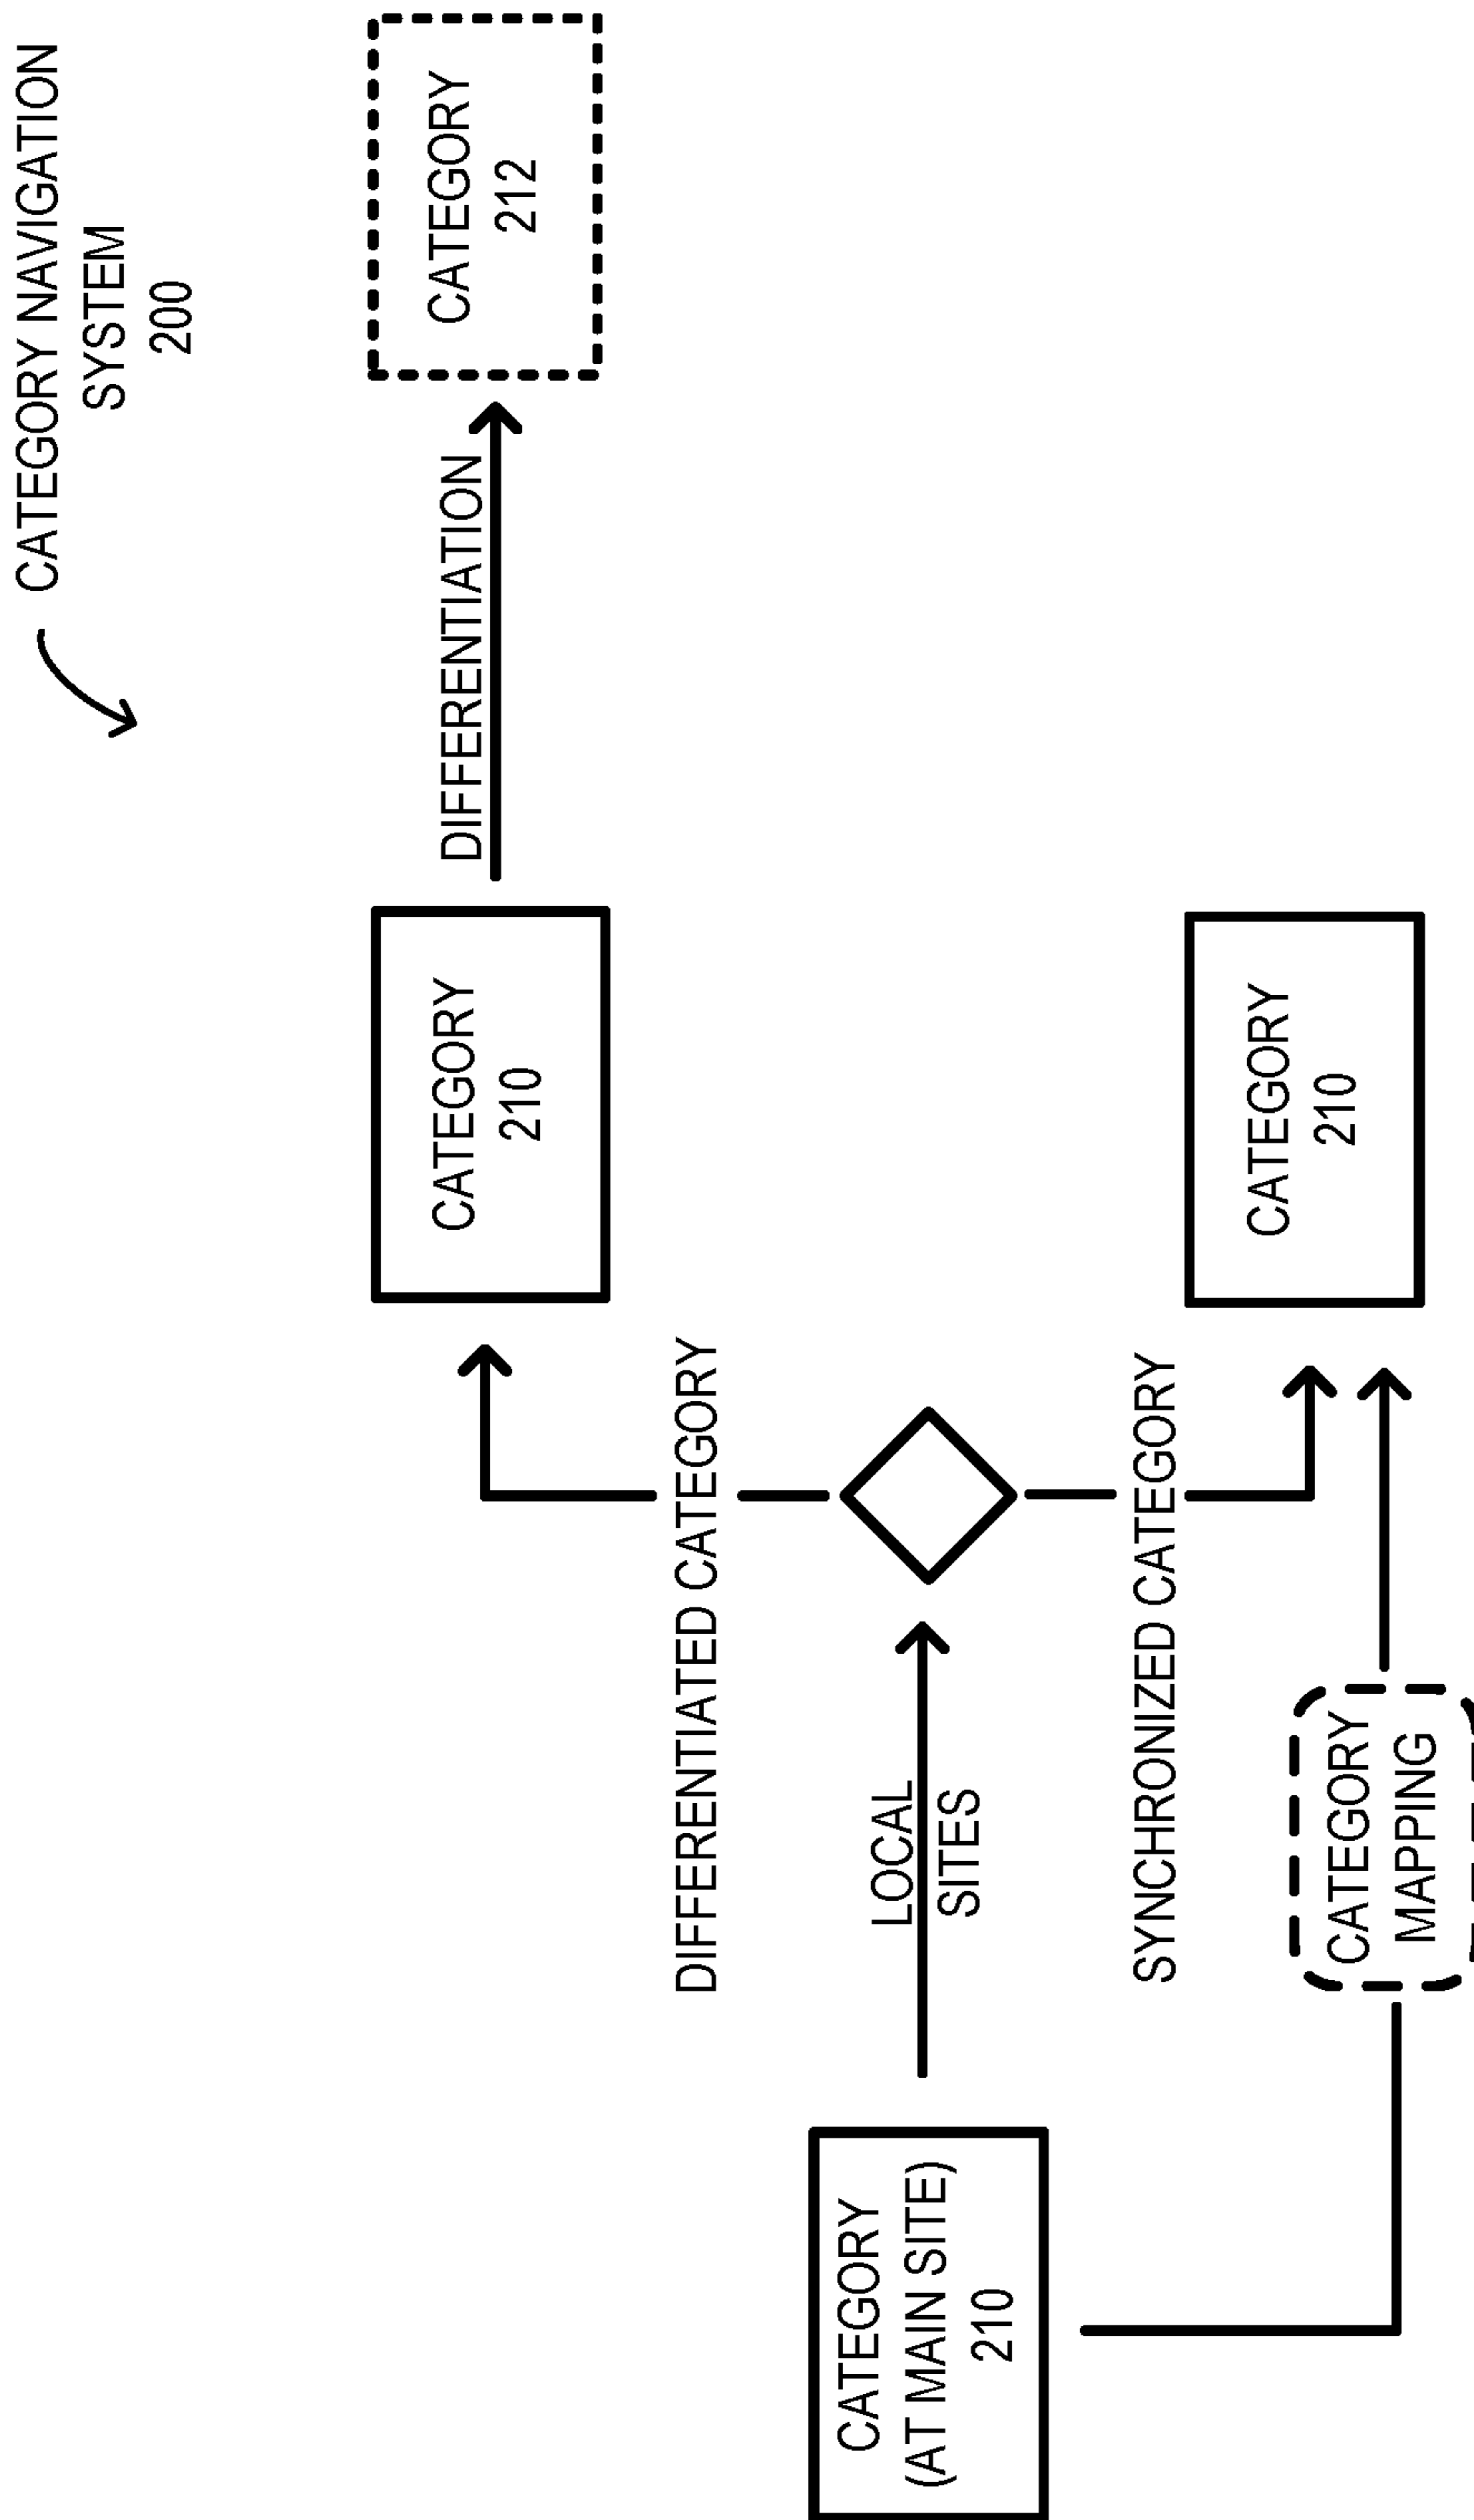 CATEGORY NAVIGATION
SYSTEM
200
CATEGORY
212
DIFFERENTIATION
CATEGORY
210
DIFFERENTIATED CATEGORY
CATEGORY
(AT MAIN SITE)
210
LOCAL
SITES
SYNCHRONIZED CATEGORY
CATEGORY
210
CATEGORY
MAPPING